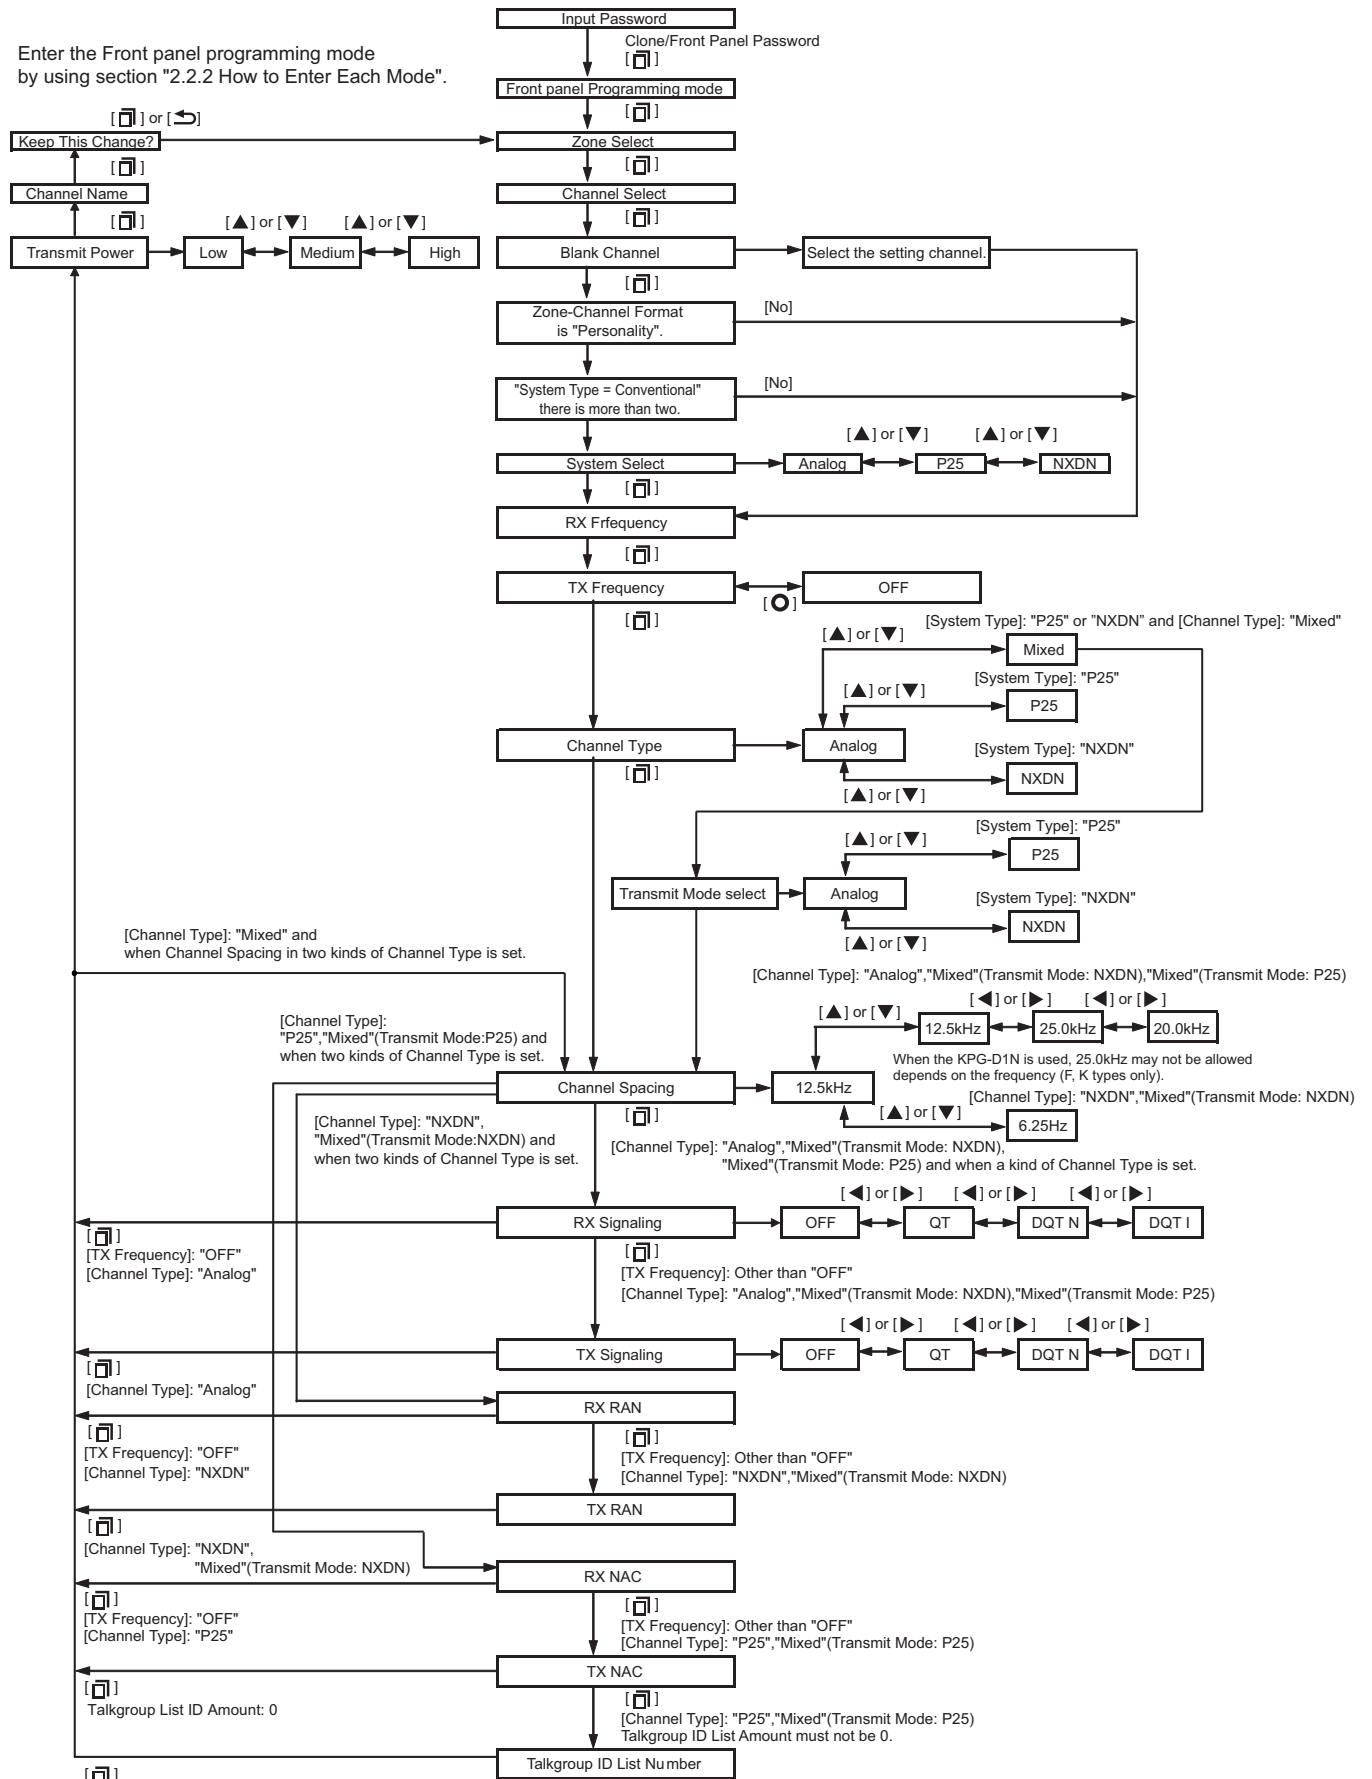 Input Password
Clone/Front Panel Password
[ ]
Enter the Front panel programming mode
by using section "2.2.2 How to Enter Each Mode".
Front panel Programming mode
[ ]
[ ] or [ ]
Keep This Change?
Zone Select
[ ]
[ ]
Channel Name
Channel Select
[ ]
[▲] or [▼]
[▲] or [▼]
[ ]
Transmit Power
Low
Medium
High
Blank Channel
Select the setting channel.
[ ]
Zone-Channel Format
is "Personality".
[No]
"System Type = Conventional"
there is more than two.
[No]
[▲] or [▼]
[▲] or [▼]
System Select
Analog
P25
NXDN
[ ]
RX Frfequency
[ ]
TX Frequency
OFF
[ ]
[ ]
[System Type]: "P25" or "NXDN" and [Channel Type]: "Mixed"
[▲] or [▼]
Mixed
[System Type]: "P25"
[▲] or [▼]
P25
Channel Type
Analog
[System Type]: "NXDN"
[ ]
NXDN
[▲] or [▼]
[System Type]: "P25"
[▲] or [▼]
P25
Transmit Mode select
Analog
[System Type]: "NXDN"
NXDN
[▲] or [▼]
[Channel Type]: "Mixed" and
when Channel Spacing in two kinds of Channel Type is set.
[Channel Type]: "Analog","Mixed"(Transmit Mode: NXDN),"Mixed"(Transmit Mode: P25)
[◀] or [▶]
[◀] or [▶]
[▲] or [▼]
12.5kHz
25.0kHz
20.0kHz
[Channel Type]:
"P25","Mixed"(Transmit Mode:P25) and
when two kinds of Channel Type is set.
When the KPG-D1N is used, 25.0kHz may not be allowed
depends on the frequency (F, K types only).
Channel Spacing
12.5kHz
[Channel Type]: "NXDN","Mixed"(Transmit Mode: NXDN)
[ ]
[▲] or [▼]
6.25Hz
[Channel Type]: "NXDN",
"Mixed"(Transmit Mode:NXDN) and
when two kinds of Channel Type is set.
[Channel Type]: "Analog","Mixed"(Transmit Mode: NXDN),
"Mixed"(Transmit Mode: P25) and when a kind of Channel Type is set.
[◀] or [▶]
[◀] or [▶]
[◀] or [▶]
RX Signaling
OFF
QT
DQT N
DQT I
[ ]
[TX Frequency]: "OFF"
[Channel Type]: "Analog"
[ ]
[TX Frequency]: Other than "OFF"
[Channel Type]: "Analog","Mixed"(Transmit Mode: NXDN),"Mixed"(Transmit Mode: P25)
[◀] or [▶]
[◀] or [▶]
[◀] or [▶]
TX Signaling
OFF
QT
DQT N
DQT I
[ ]
[Channel Type]: "Analog"
RX RAN
[ ]
[TX Frequency]: "OFF"
[Channel Type]: "NXDN"
[ ]
[TX Frequency]: Other than "OFF"
[Channel Type]: "NXDN","Mixed"(Transmit Mode: NXDN)
TX RAN
[ ]
[Channel Type]: "NXDN",
"Mixed"(Transmit Mode: NXDN)
RX NAC
[ ]
[TX Frequency]: "OFF"
[Channel Type]: "P25"
[ ]
[TX Frequency]: Other than "OFF"
[Channel Type]: "P25","Mixed"(Transmit Mode: P25)
TX NAC
[ ]
Talkgroup List ID Amount: 0
[ ]
[Channel Type]: "P25","Mixed"(Transmit Mode: P25)
Talkgroup ID List Amount must not be 0.
Talkgroup ID List Number
[ ]